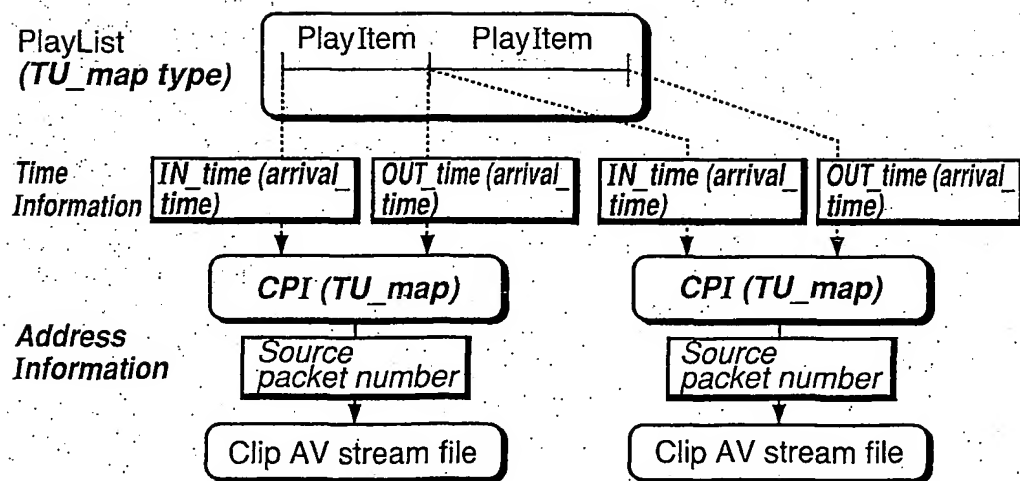 PlayList
(TU_map type)
PlayItem PlayItem
Time
Information
IN_time (arrival_
time)
OUT_time (arrival_
time)
IN_time (arrival_
time)
OUT_time (arrival_
time)
CPI (TU_map)
CPI (TU_map)
Address
Information
Source
packet number
Source
packet number
Clip AV stream file
Clip AV stream file